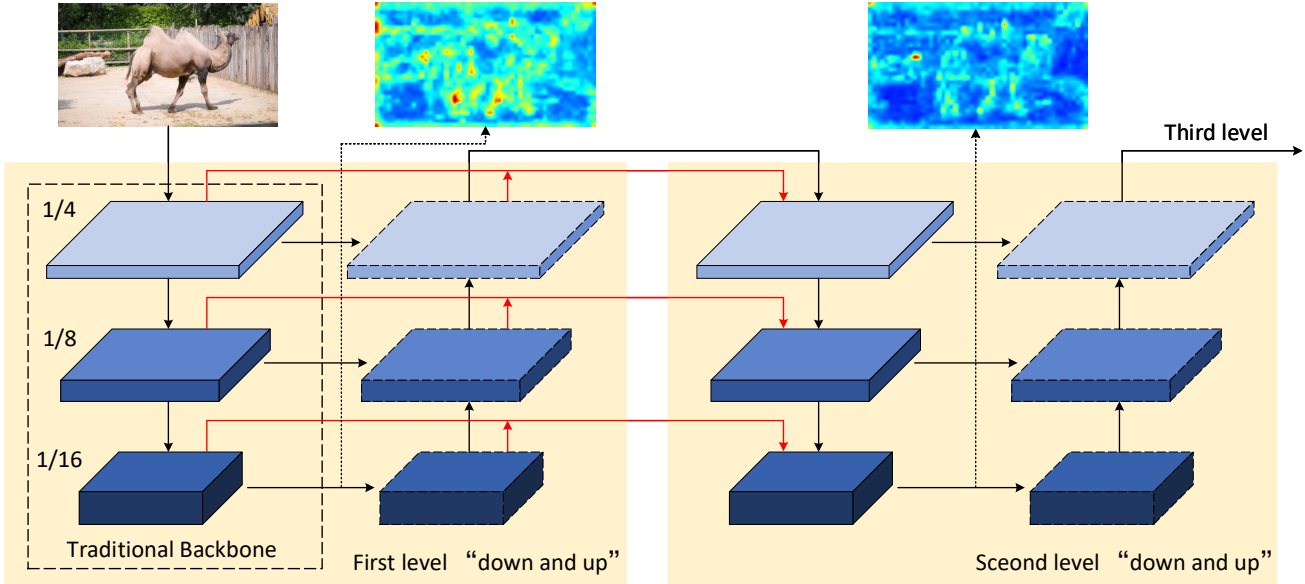 Third level
1/4
1/8
1/16
Traditional Backbone
First level “down and up”
Sceond level “down and up”